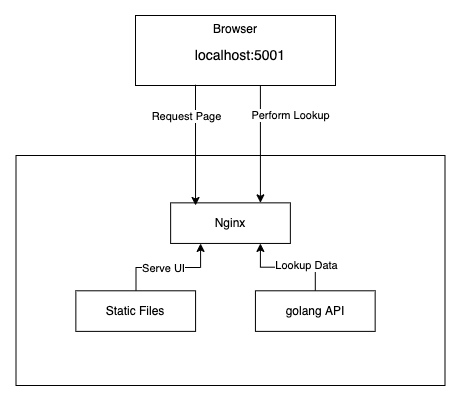 Browser
localhost:5001
Request Page
Perform Lookup
Nginx
Serve UI
Lookup Data
Static Files
golang API